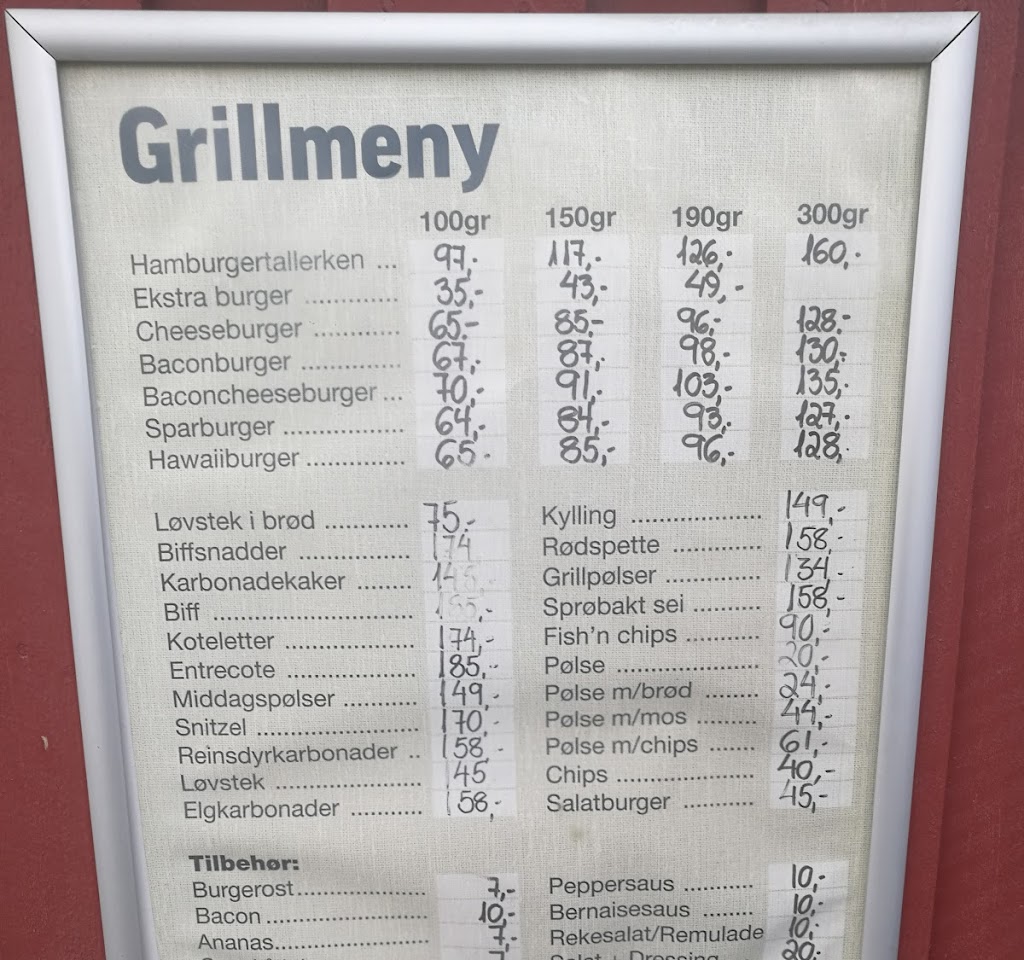 Grillmeny
100gr 150gr 190gr 300gr
Hamburgertallerken ... 97,- 117,- 126,- 160,-
Ekstra burger ............. 35,- 43,- 49,-
Cheeseburger ............ 65,- 85,- 96,- 128,-
Baconburger .............. 67,- 87,- 98,- 130,-
Baconcheeseburger ... 70,- 91,- 103,- 135,-
Sparburger ................. 64,- 84,- 93,- 127,-
Hawaiiburger .............. 65,- 85,- 96,- 128,-
Løvstek i brød ............ 75,-
Biffsnadder ................ 174
Karbonadekaker ........
Biff .............................
Koteletter ................... 174,-
Entrecote ................... 185,-
Middagspølser ........... 149,-
Snitzel ........................ 170,-
Reinsdyrkarbonader .. 158,-
Løvstek ...................... 145
Elgkarbonader ........... 158,-
Kylling .................... 149,-
Rødspette ............. 158,-
Grillpølser .............. 134,-
Sprøbakt sei .......... 158,-
Fish'n chips ........... 90,-
Pølse ..................... 20,-
Pølse m/brød ........ 24,-
Pølse m/mos ......... 44,-
Pølse m/chips ....... 61,-
Chips ..................... 40,-
Salatburger ........... 45,-
Tilbehør:
Burgerost.................... 7,-
Bacon ......................... 10,-
Ananas........................ 7,-
Peppersaus ........... 10,-
Bernaisesaus ........ 10,-
Rekesalat/Remulade 10,-
Salat + Dressing 20,-